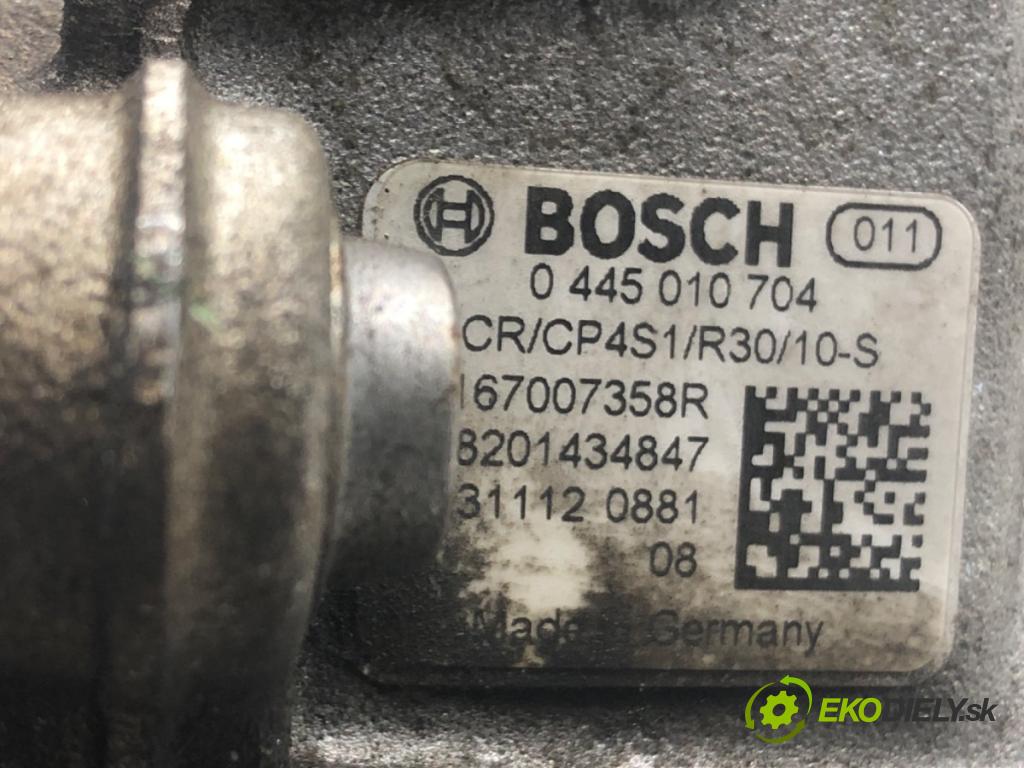 BOSCH 011
0 445 010 704
CR/CP4S1/R30/10-S
167007358R
8201434847
311120 0881
08
Made in Germany
EKODIELY.sk